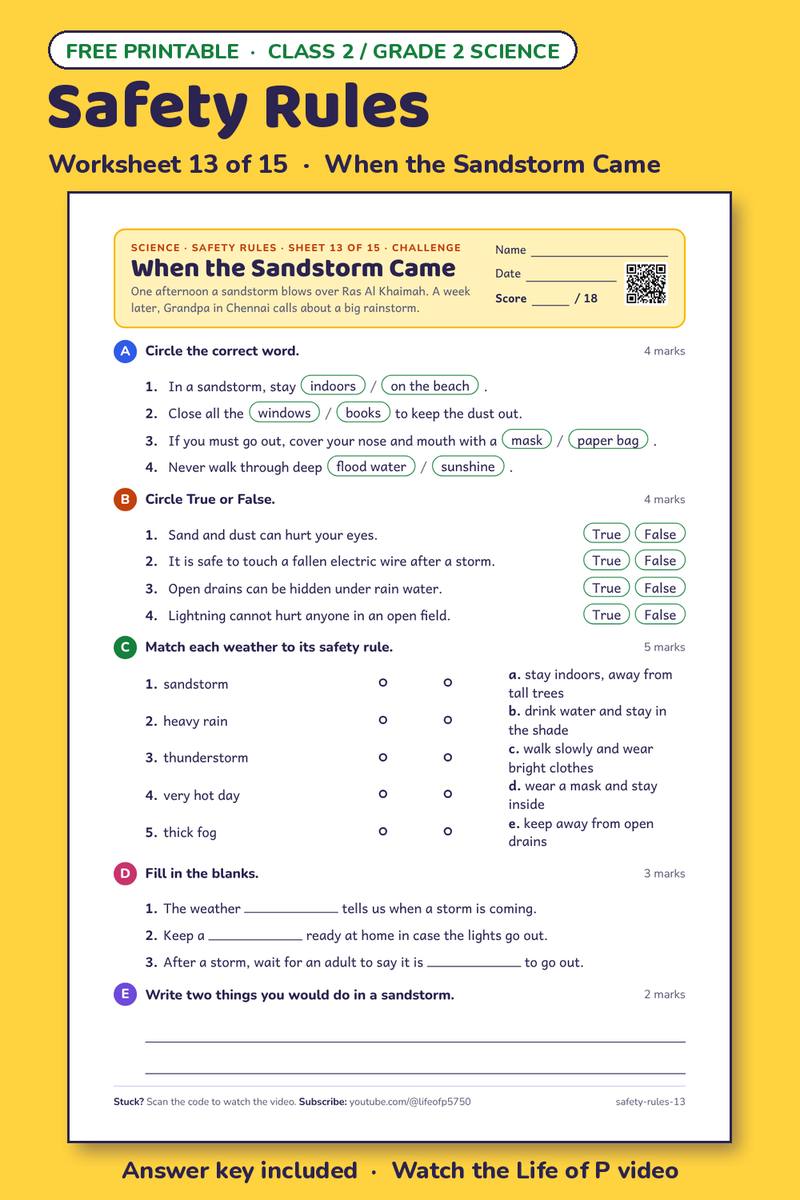 FREE PRINTABLE · CLASS 2 / GRADE 2 SCIENCE
Safety Rules
Worksheet 13 of 15 · When the Sandstorm Came
SCIENCE · SAFETY RULES · SHEET 13 OF 15 · CHALLENGE
When the Sandstorm Came
One afternoon a sandstorm blows over Ras Al Khaimah. A week
later, Grandpa in Chennai calls about a big rainstorm.
Name
Date
Score ______ / 18
A Circle the correct word. 4 marks
1. In a sandstorm, stay indoors / on the beach .
2. Close all the windows / books to keep the dust out.
3. If you must go out, cover your nose and mouth with a mask / paper bag .
4. Never walk through deep flood water / sunshine .
B Circle True or False. 4 marks
1. Sand and dust can hurt your eyes. True False
2. It is safe to touch a fallen electric wire after a storm. True False
3. Open drains can be hidden under rain water. True False
4. Lightning cannot hurt anyone in an open field. True False
C Match each weather to its safety rule. 5 marks
1. sandstorm
2. heavy rain
3. thunderstorm
4. very hot day
5. thick fog
a. stay indoors, away from
tall trees
b. drink water and stay in
the shade
c. walk slowly and wear
bright clothes
d. wear a mask and stay
inside
e. keep away from open
drains
D Fill in the blanks. 3 marks
1. The weather ____________ tells us when a storm is coming.
2. Keep a ____________ ready at home in case the lights go out.
3. After a storm, wait for an adult to say it is ____________ to go out.
E Write two things you would do in a sandstorm. 2 marks
Stuck? Scan the code to watch the video. Subscribe: youtube.com/@lifeofp5750
safety-rules-13
Answer key included · Watch the Life of P video